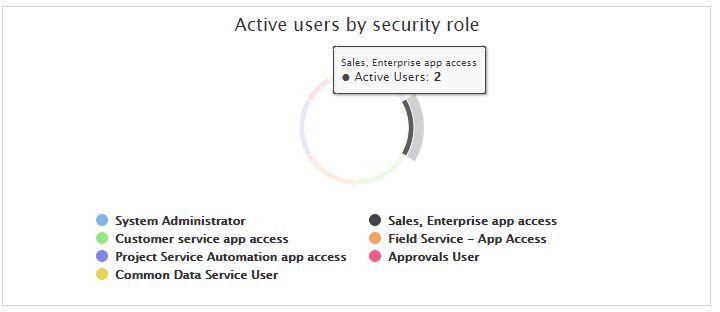 Active users by security role
Sales, Enterprise app access
Active Users: 2
System Administrator
Sales, Enterprise app access
Customer service app access
Field Service - App Access
Project Service Automation app access
Approvals User
Common Data Service User